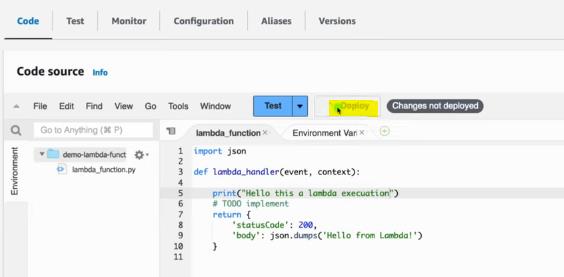 Code Test Monitor Configuration Aliases Versions
Code source Info
File Edit Find View Go Tools Window Test Deploy Changes not deployed
Go to Anything (⌘ P) lambda_function × Environment Vari ×
Environment
demo-lambda-funct
lambda_function.py
1 import json
2
3 def lambda_handler(event, context):
4
5 print("Hello this a lambda execuation")
6 # TODO implement
7 return {
8 'statusCode': 200,
9 'body': json.dumps('Hello from Lambda!')
10 }
11